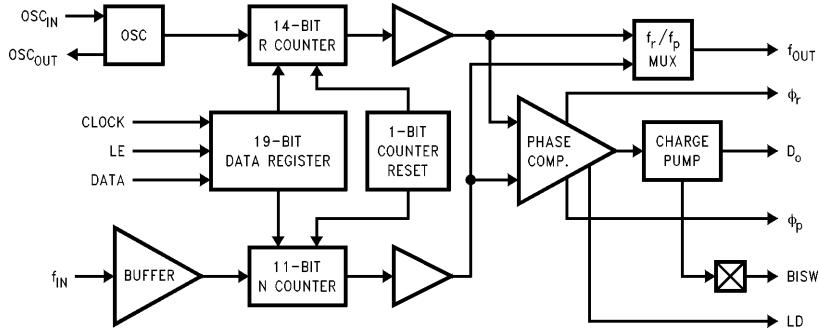 OSC_IN
OSC_OUT
OSC
14-BIT
R COUNTER
f_r/f_p
MUX
f_OUT
ϕ_r
CLOCK
LE
DATA
19-BIT
DATA REGISTER
1-BIT
COUNTER
RESET
PHASE
COMP.
CHARGE
PUMP
D_o
ϕ_p
f_IN
BUFFER
11-BIT
N COUNTER
BISW
LD